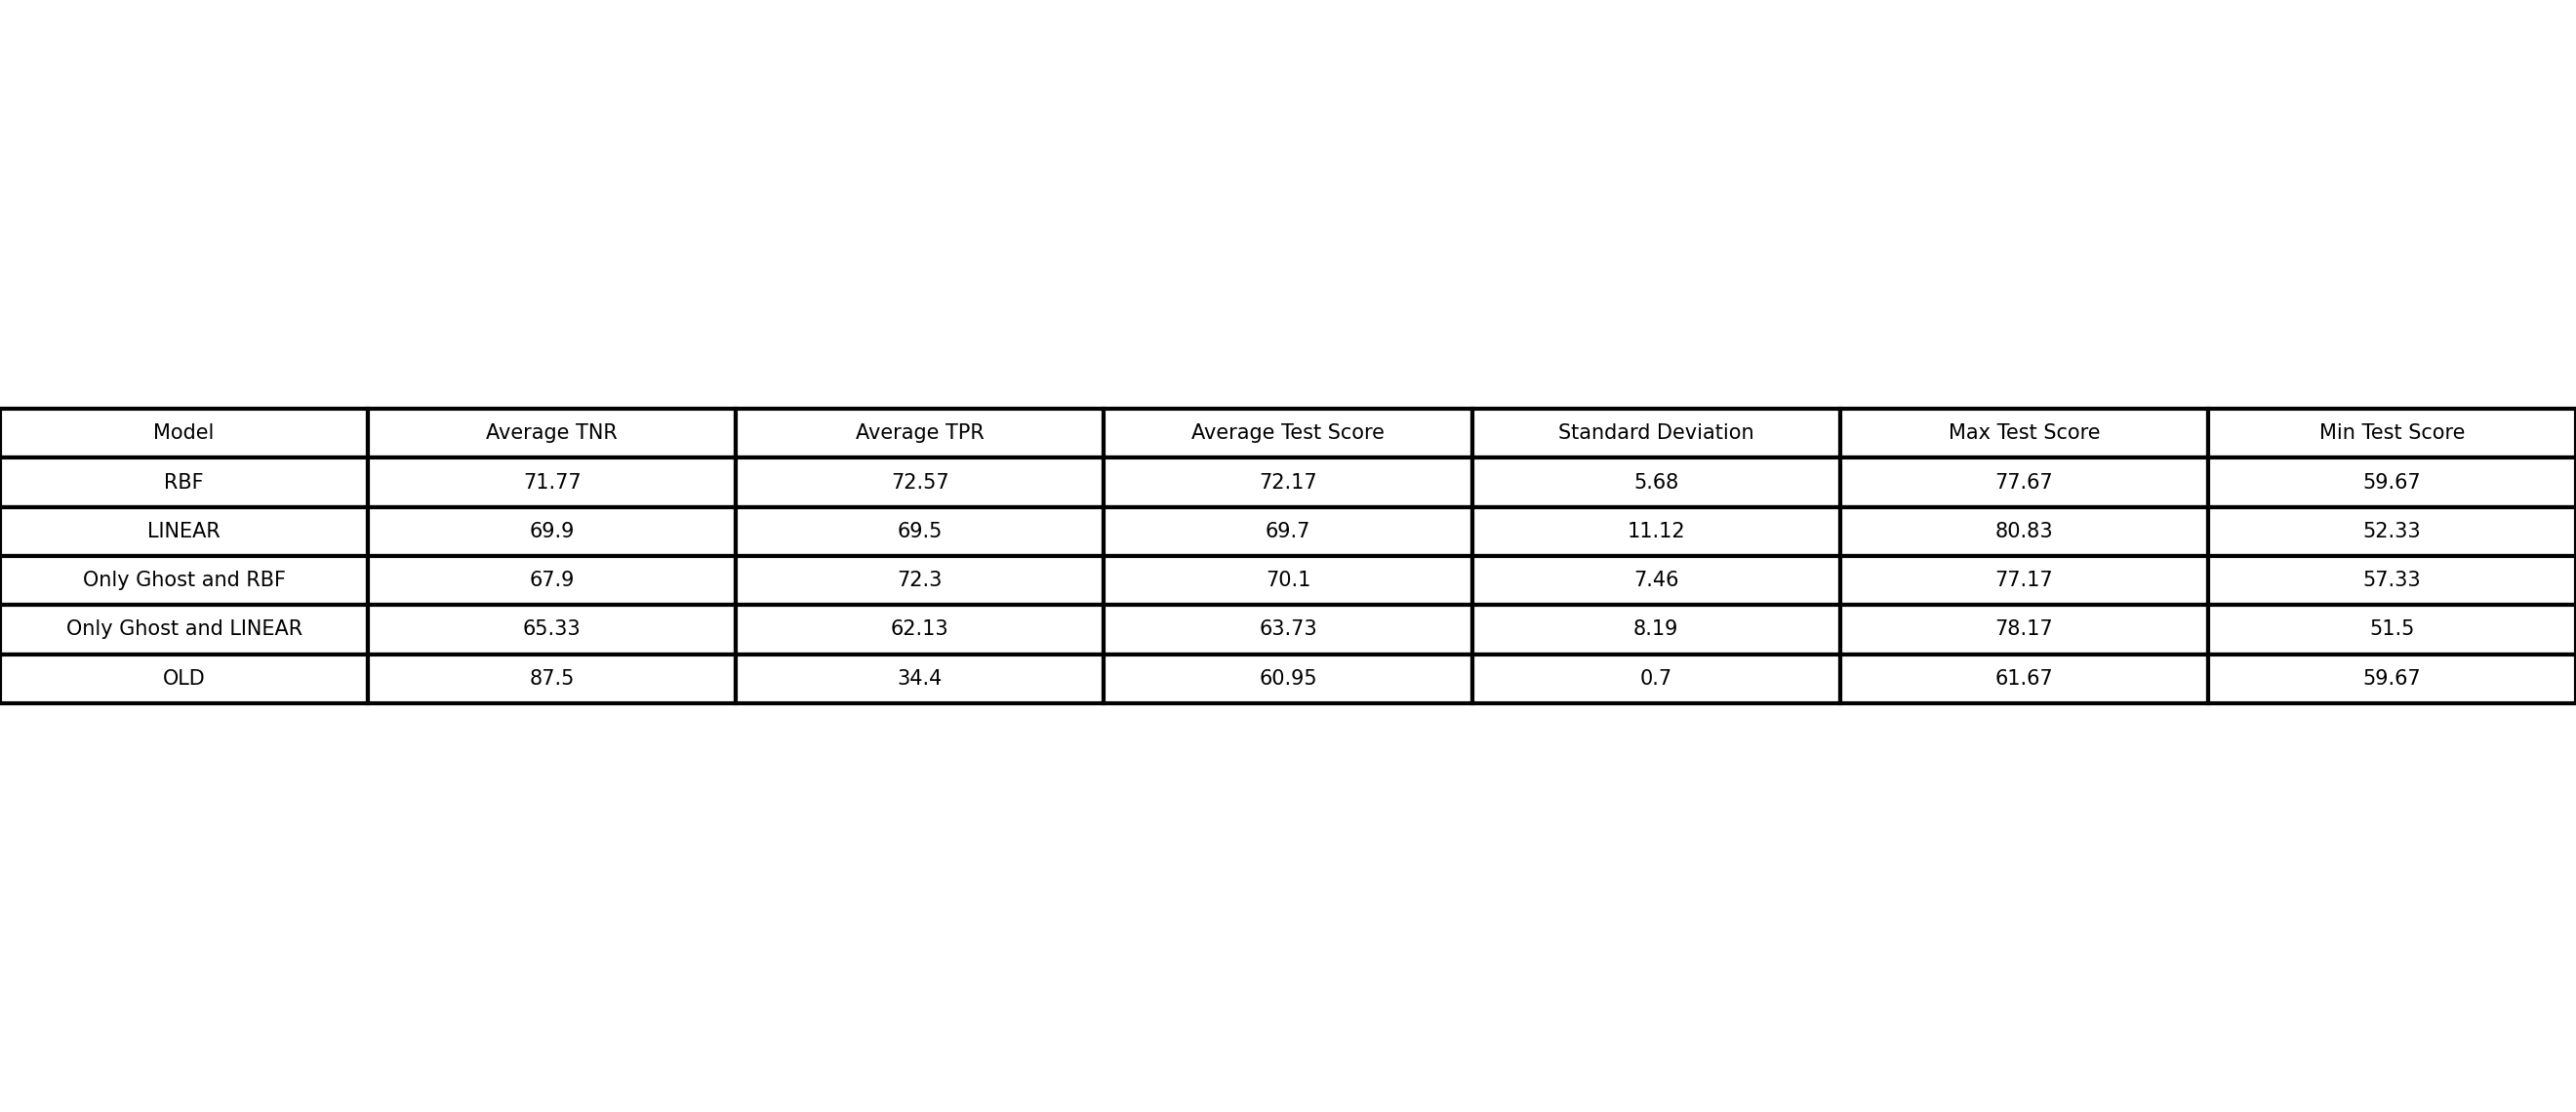 Model Average TNR Average TPR Average Test Score Standard Deviation Max Test Score Min Test Score
RBF 71.77 72.57 72.17 5.68 77.67 59.67
LINEAR 69.9 69.5 69.7 11.12 80.83 52.33
Only Ghost and RBF 67.9 72.3 70.1 7.46 77.17 57.33
Only Ghost and LINEAR 65.33 62.13 63.73 8.19 78.17 51.5
OLD 87.5 34.4 60.95 0.7 61.67 59.67